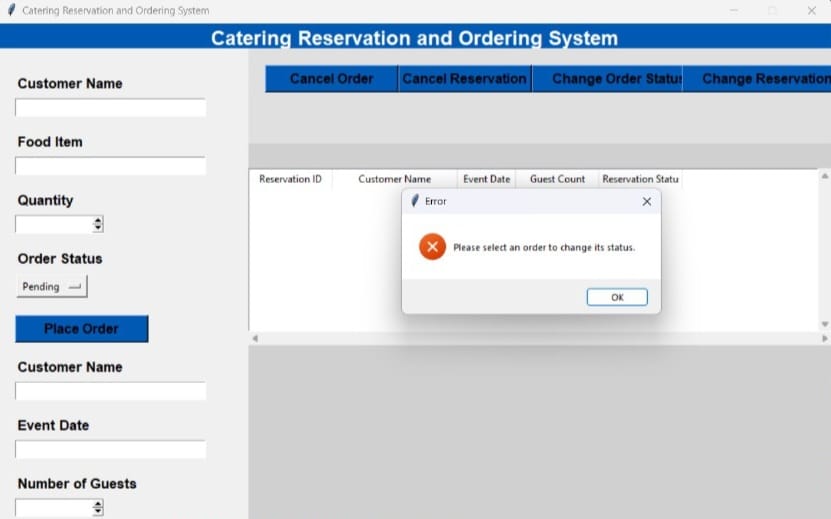 Catering Reservation and Ordering System
Catering Reservation and Ordering System
Customer Name
Food Item
Quantity
Order Status
Pending
Place Order
Customer Name
Event Date
Number of Guests
Cancel Order Cancel Reservation Change Order Statu Change Reservation
Reservation ID Customer Name Event Date Guest Count Reservation Statu
Error
Please select an order to change its status.
OK